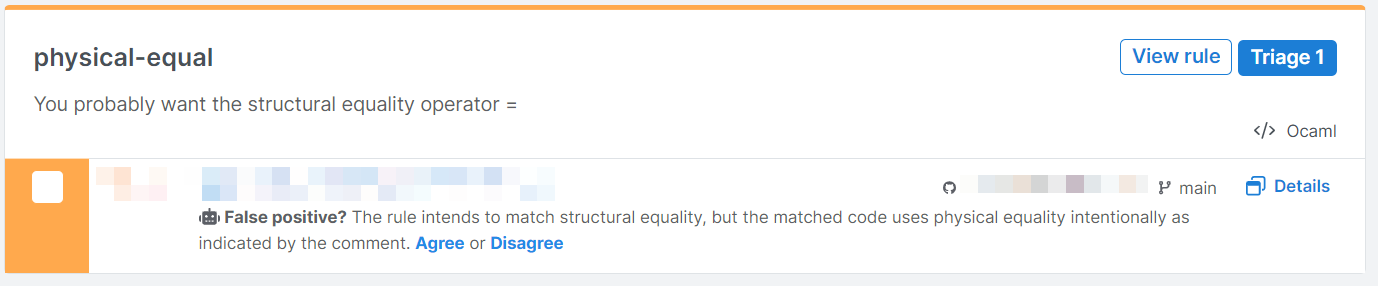 physical-equal
View rule
Triage 1
You probably want the structural equality operator =
</> Ocaml
main
Details
False positive? The rule intends to match structural equality, but the matched code uses physical equality intentionally as
indicated by the comment. Agree or Disagree